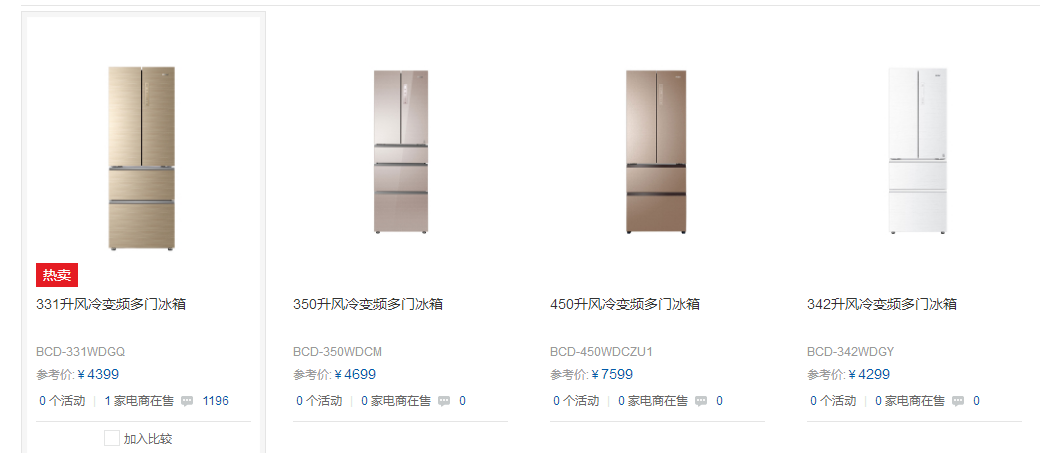 热卖
331升风冷变频多门冰箱
BCD-331WDGQ
参考价:¥4399
0 个活动 | 1 家电商在售 1196
加入比较
350升风冷变频多门冰箱
BCD-350WDCM
参考价:¥4699
0 个活动 | 0 家电商在售 0
450升风冷变频多门冰箱
BCD-450WDCZU1
参考价:¥7599
0 个活动 | 0 家电商在售 0
342升风冷变频多门冰箱
BCD-342WDGY
参考价:¥4299
0 个活动 | 0 家电商在售 0